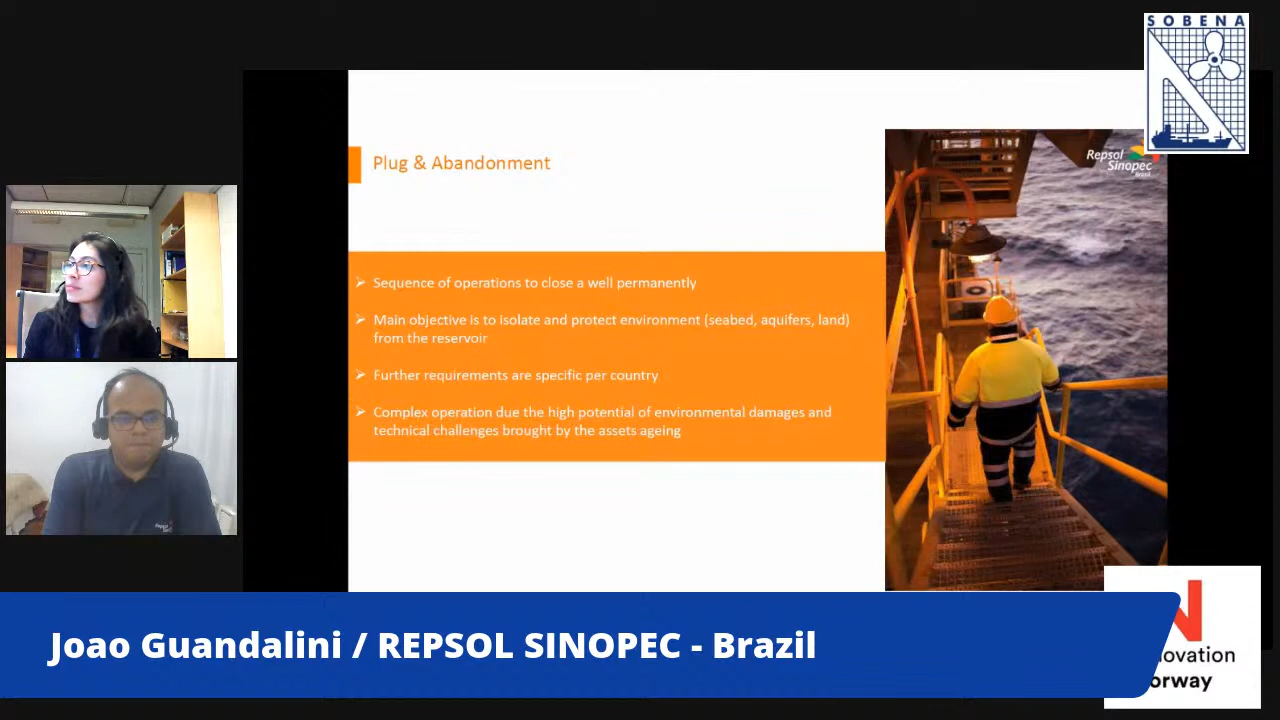 SOBENA
Repsol
Sinopec
Brasil
Plug & Abandonment
➢ Sequence of operations to close a well permanently
➢ Main objective is to isolate and protect environment (seabed, aquifers, land)
from the reservoir
➢ Further requirements are specific per country
➢ Complex operation due the high potential of environmental damages and
technical challenges brought by the assets ageing
Repsol
Joao Guandalini / REPSOL SINOPEC - Brazil
ovation
orway